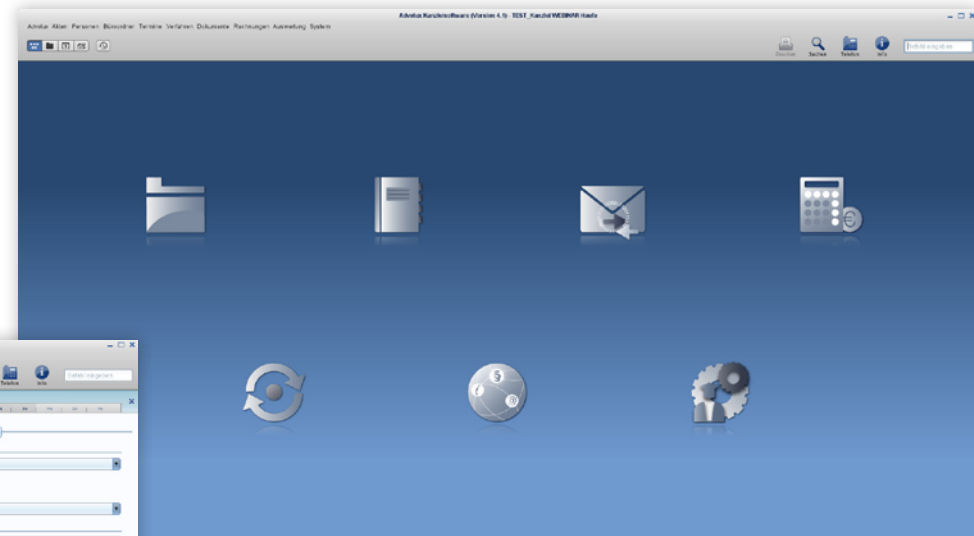 Advolux Kanzleisoftware (Version 4.1) - TEST_Kanzlei WEBINAR Haufe
Advolux Akten Personen Büroordner Termine Verfahren Dokumente Rechnungen Auswertung System
Drucken Suchen Telefon Info Befehl eingeben
§
@
€
Telefon Info Befehl eingeben